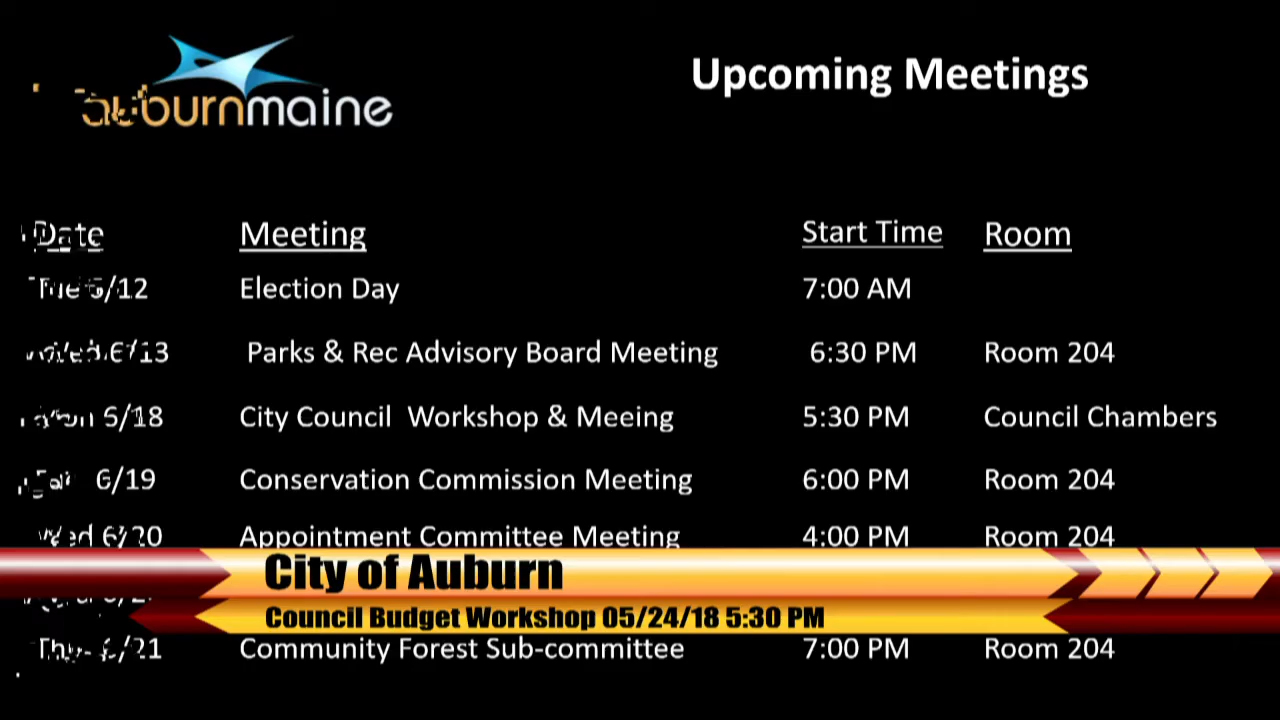 auburnmaine
Upcoming Meetings
Date Meeting Start Time Room
Tue 6/12 Election Day 7:00 AM
Wed 6/13 Parks & Rec Advisory Board Meeting 6:30 PM Room 204
6/18 City Council Workshop & Meeing 5:30 PM Council Chambers
6/19 Conservation Commission Meeting 6:00 PM Room 204
Wed 6/20 Appointment Committee Meeting 4:00 PM Room 204
City of Auburn
Council Budget Workshop 05/24/18 5:30 PM
6/21 Community Forest Sub-committee 7:00 PM Room 204